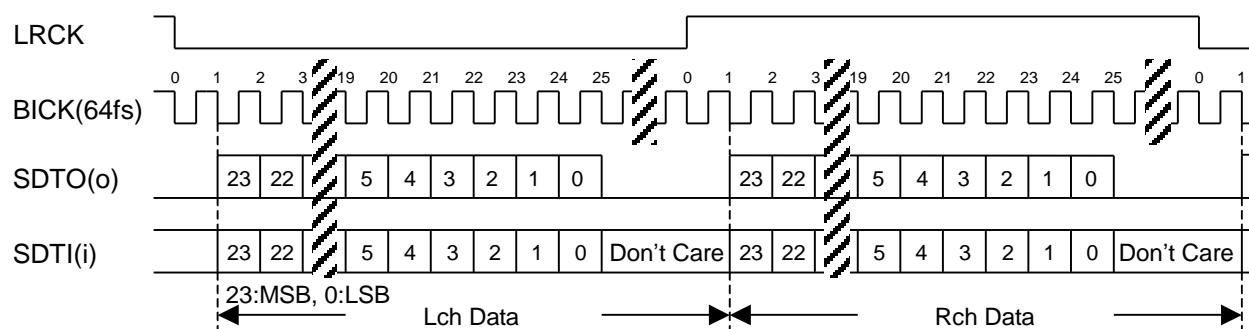 LRCK
0 1 2 3 19 20 21 22 23 24 25 0 1 2 3 19 20 21 22 23 24 25 0 1
BICK(64fs)
SDTO(o) 23 22 5 4 3 2 1 0 23 22 5 4 3 2 1 0
SDTI(i) 23 22 5 4 3 2 1 0 Don't Care 23 22 5 4 3 2 1 0 Don't Care
23:MSB, 0:LSB
Lch Data Rch Data